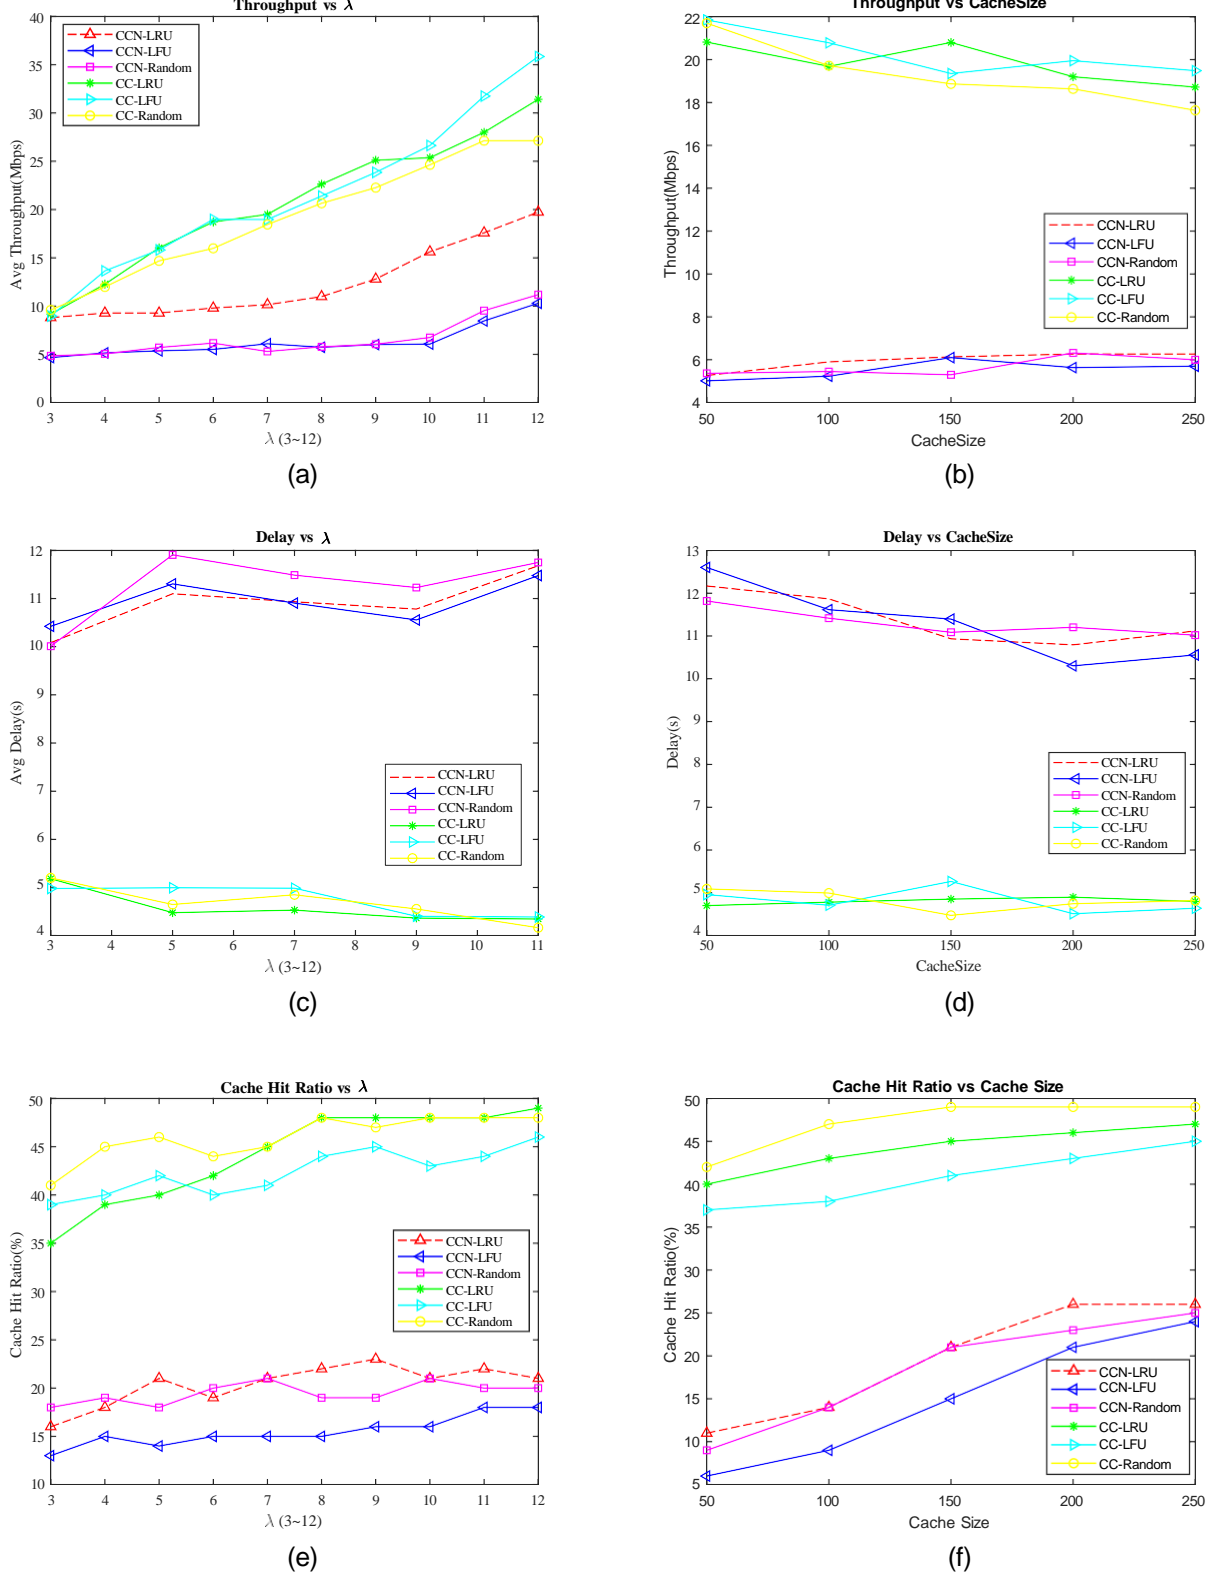 Throughput vs λ
40
35
30
25
20
15
10
5
0
Avg Throughput(Mbps)
CCN-LRU
CCN-LFU
CCN-Random
CC-LRU
CC-LFU
CC-Random
3 4 5 6 7 8 9 10 11 12
λ (3~12)
(a)
Throughput vs CacheSize
22
20
18
16
14
12
10
8
6
4
Throughput(Mbps)
CCN-LRU
CCN-LFU
CCN-Random
CC-LRU
CC-LFU
CC-Random
50 100 150 200 250
CacheSize
(b)
Delay vs λ
12
11
10
9
8
7
6
5
4
Avg Delay(s)
CCN-LRU
CCN-LFU
CCN-Random
CC-LRU
CC-LFU
CC-Random
3 4 5 6 7 8 9 10 11
λ (3~12)
(c)
Delay vs CacheSize
13
12
11
10
9
8
7
6
5
4
Delay(s)
CCN-LRU
CCN-LFU
CCN-Random
CC-LRU
CC-LFU
CC-Random
50 100 150 200 250
CacheSize
(d)
Cache Hit Ratio vs λ
50
45
40
35
30
25
20
15
10
Cache Hit Ratio(%)
CCN-LRU
CCN-LFU
CCN-Random
CC-LRU
CC-LFU
CC-Random
3 4 5 6 7 8 9 10 11 12
λ (3~12)
(e)
Cache Hit Ratio vs Cache Size
50
45
40
35
30
25
20
15
10
5
Cache Hit Ratio(%)
CCN-LRU
CCN-LFU
CCN-Random
CC-LRU
CC-LFU
CC-Random
50 100 150 200 250
Cache Size
(f)